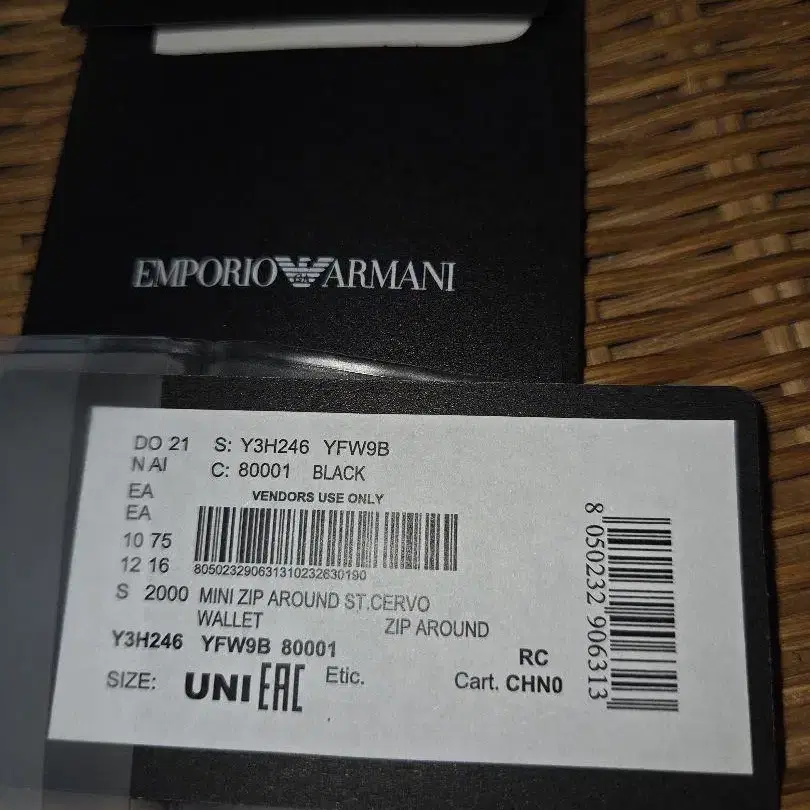 EMPORIO ARMANI
DO 21 S: Y3H246 YFW9B
N AI C: 80001 BLACK
EA VENDORS USE ONLY
EA
10 75
12 16 805023290631310232630190
S 2000 MINI ZIP AROUND ST.CERVO
WALLET ZIP AROUND
Y3H246 YFW9B 80001
RC
SIZE: UNI EAC Etic. Cart. CHN0
8 050232 906313